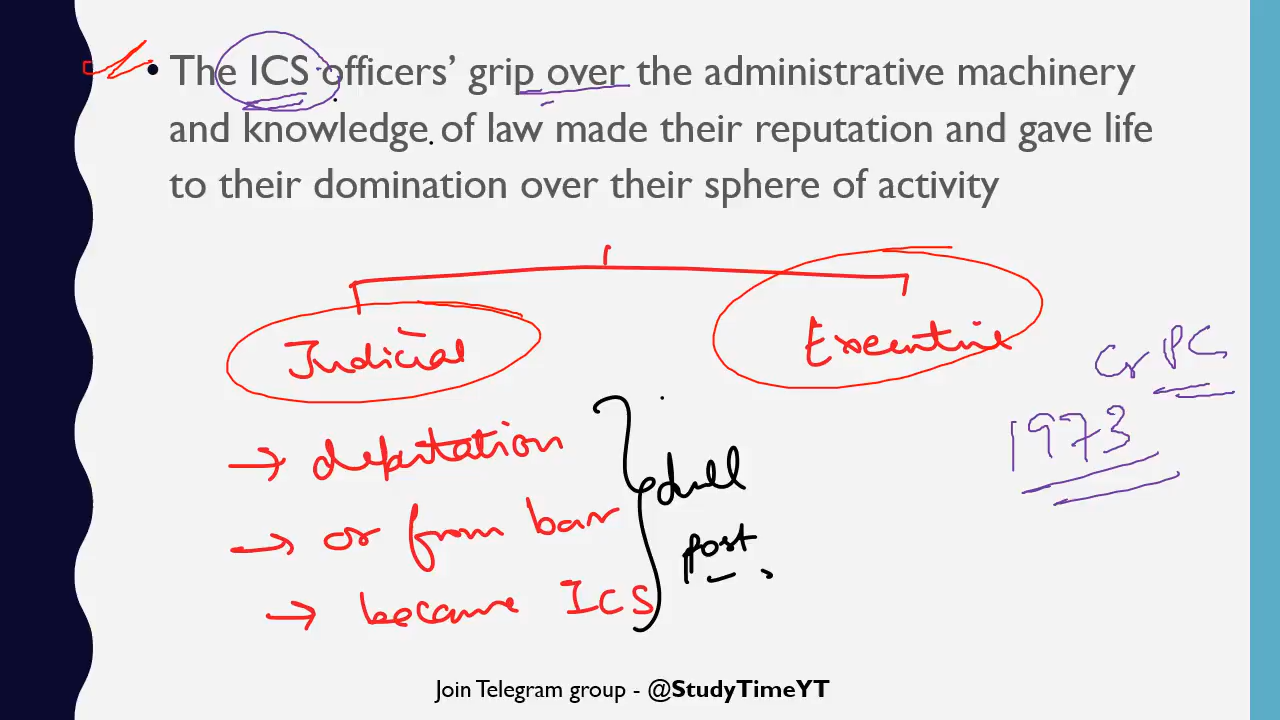 • The ICS officers’ grip over the administrative machinery
and knowledge of law made their reputation and gave life
to their domination over their sphere of activity
Judicial
Executive
CrPC
1973
→ deputation
→ or from bar
→ became ICS
dull
post
Join Telegram group - @StudyTimeYT